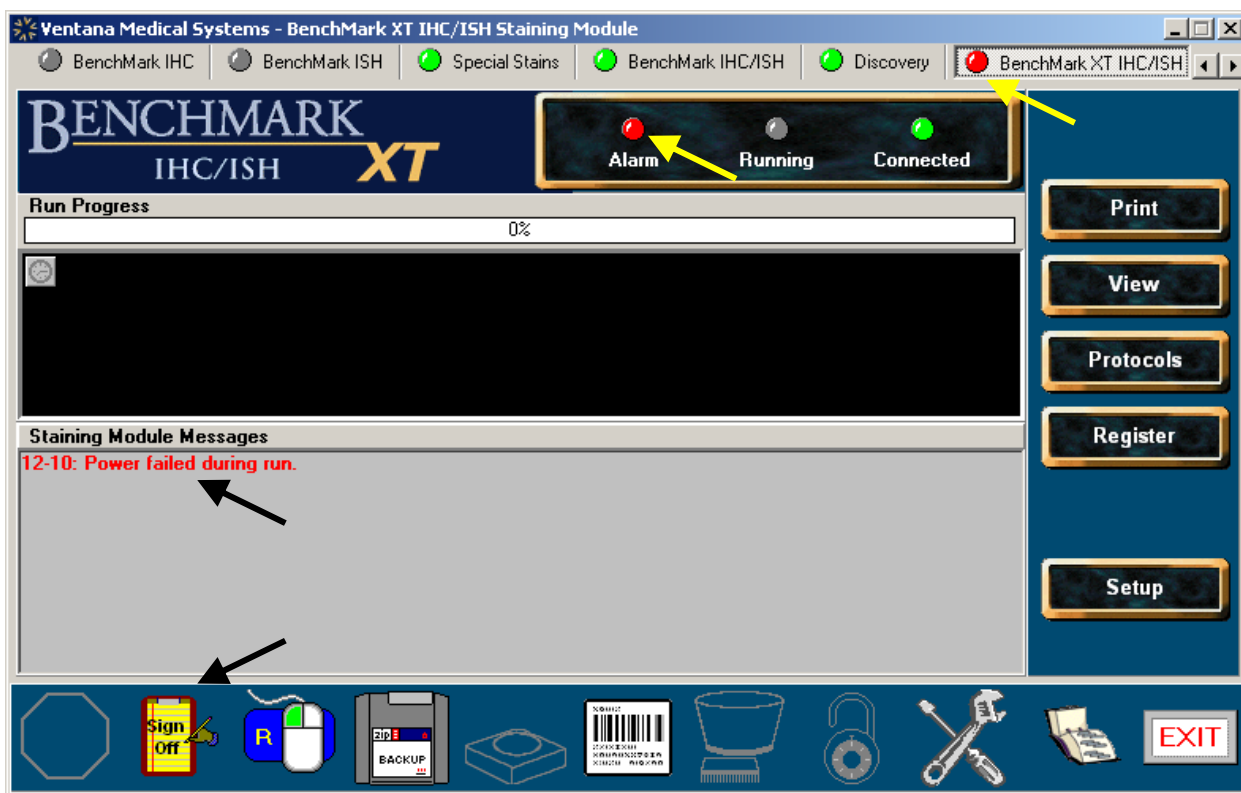 Ventana Medical Systems - BenchMark XT IHC/ISH Staining Module
BenchMark IHC BenchMark ISH Special Stains BenchMark IHC/ISH Discovery BenchMark XT IHC/ISH
BENCHMARK
IHC/ISH XT
Alarm Running Connected
Run Progress
0%
Print
View
Protocols
Register
Setup
Staining Module Messages
12-10: Power failed during run.
Sign
Off
R
ZIP
BACKUP
EXIT